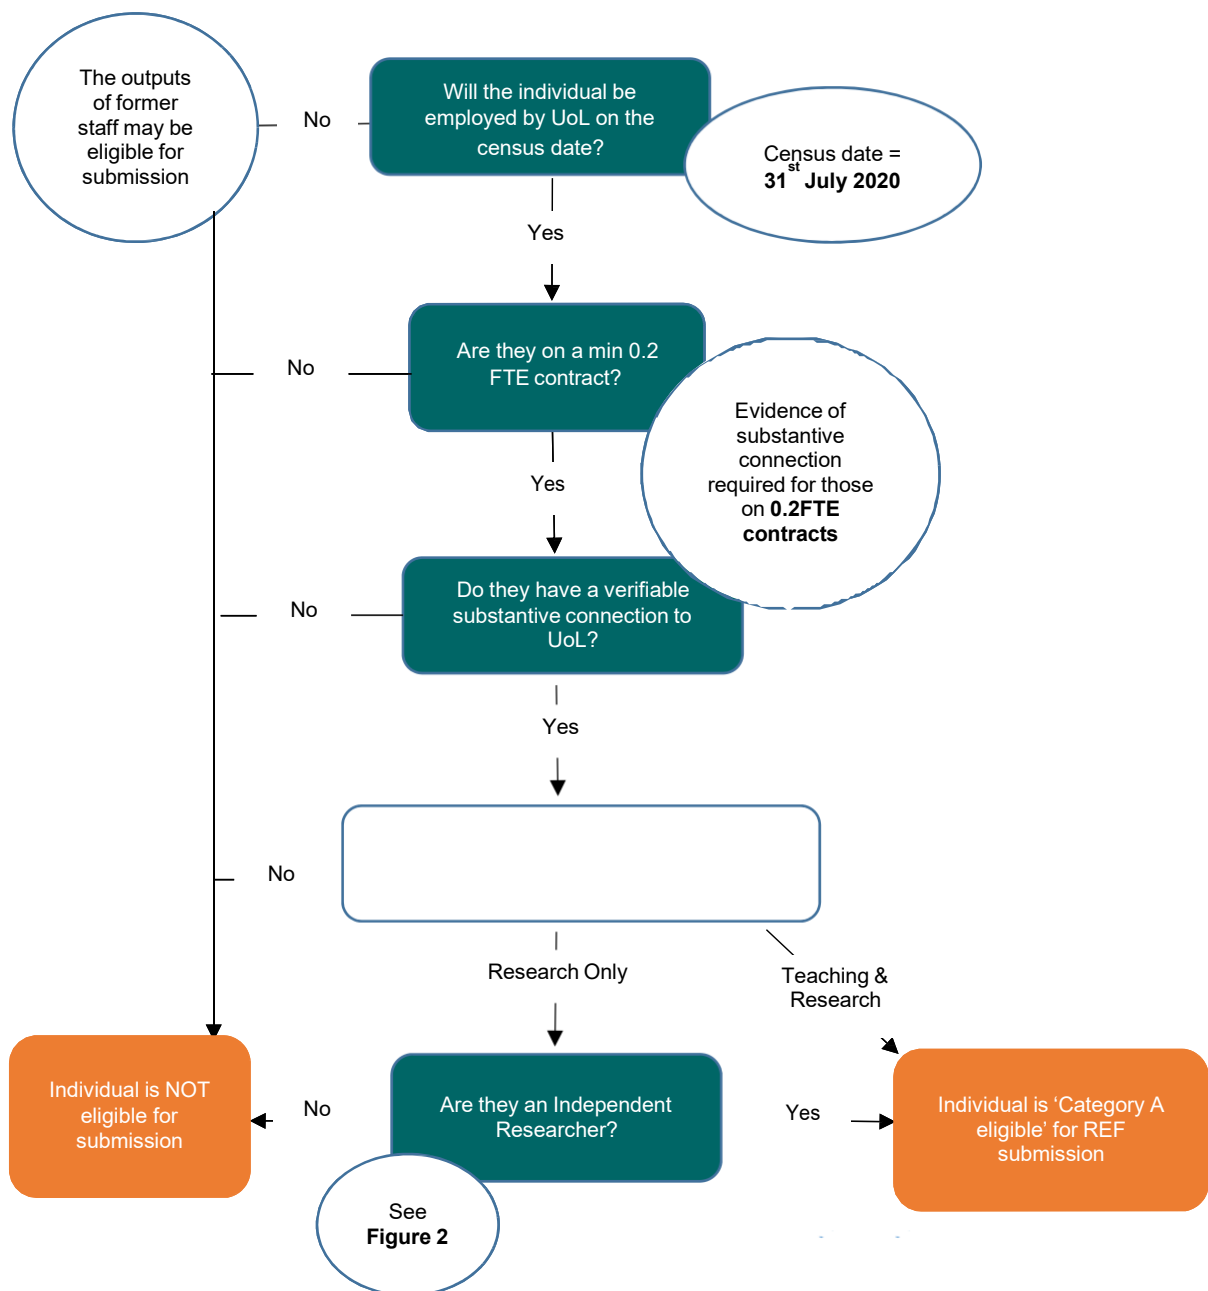 The outputs
of former
staff may be
eligible for
submission
No
Will the individual be
employed by UoL on the
census date?
Census date =
31st July 2020
Yes
No
Are they on a min 0.2
FTE contract?
Evidence of
substantive
connection
required for those
on 0.2FTE
contracts
Yes
No
Do they have a verifiable
substantive connection to
UoL?
Yes
No
Research Only
Teaching &
Research
Individual is NOT
eligible for
submission
No
Are they an Independent
Researcher?
Yes
Individual is ‘Category A
eligible’ for REF
submission
See
Figure 2